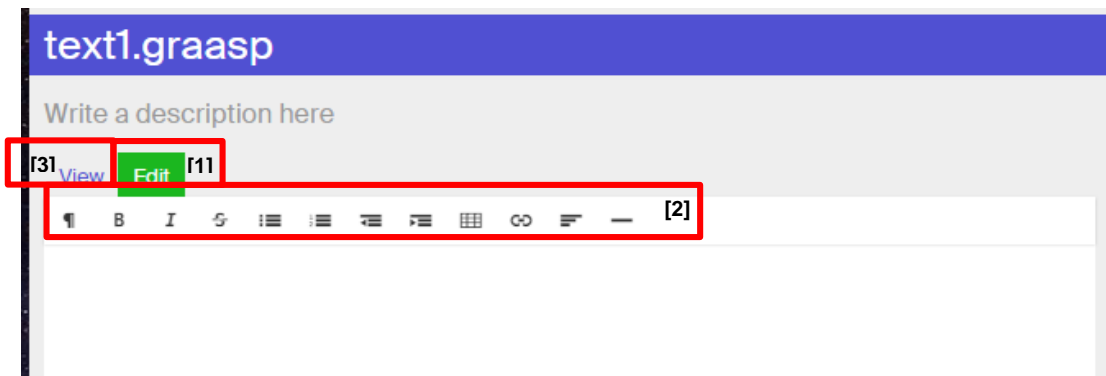 text1.graasp
Write a description here
[3] View Edit [1]
¶ B I S [2]